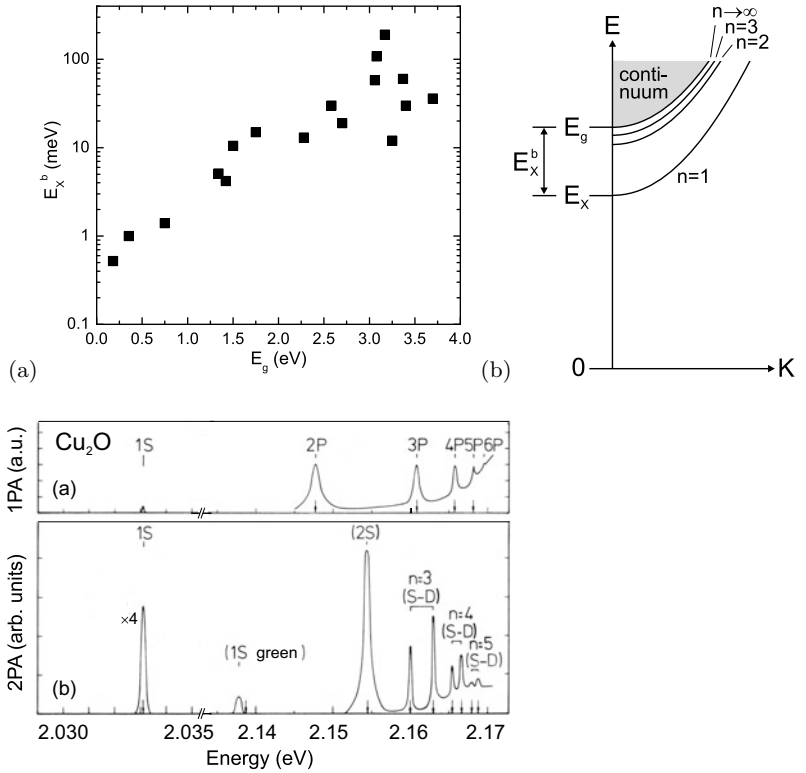 100
10
1
0.1
E_X^b (meV)
0.0 0.5 1.0 1.5 2.0 2.5 3.0 3.5 4.0
E_g (eV)
(a)
E
n→∞
n=3
n=2
conti-
nuum
E_g
E_X^b
n=1
E_X
0
K
(b)
Cu₂O
1S
2P
3P
4P 5P 6P
1PA (a.u.)
(a)
1S
(2S)
n=3
(S-D)
n=4
(S-D)
n=5
(S-D)
×4
(1S green)
2PA (arb. units)
(b)
2.030 2.035 2.14 2.15 2.16 2.17
Energy (eV)